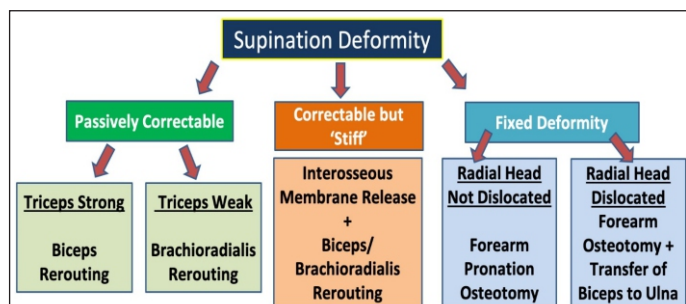 Supination Deformity
Passively Correctable
Correctable but
'Stiff'
Fixed Deformity
Triceps Strong
Biceps
Rerouting
Triceps Weak
Brachioradialis
Rerouting
Interosseous
Membrane Release
+
Biceps/
Brachioradialis
Rerouting
Radial Head
Not Dislocated
Forearm
Pronation
Osteotomy
Radial Head
Dislocated
Forearm
Osteotomy +
Transfer of
Biceps to Ulna